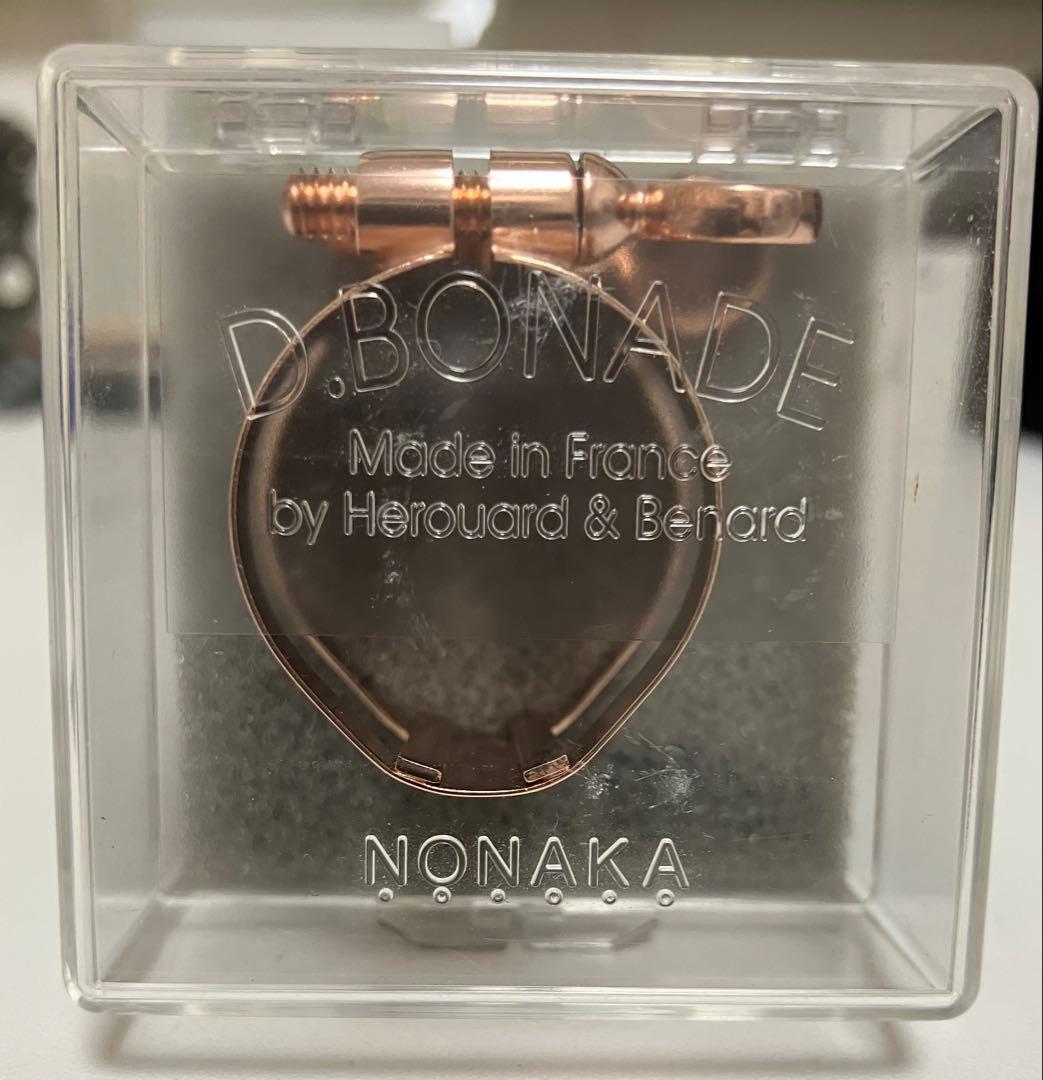 D.BONADE
Made in France
by Herouard & Benard
NONAKA